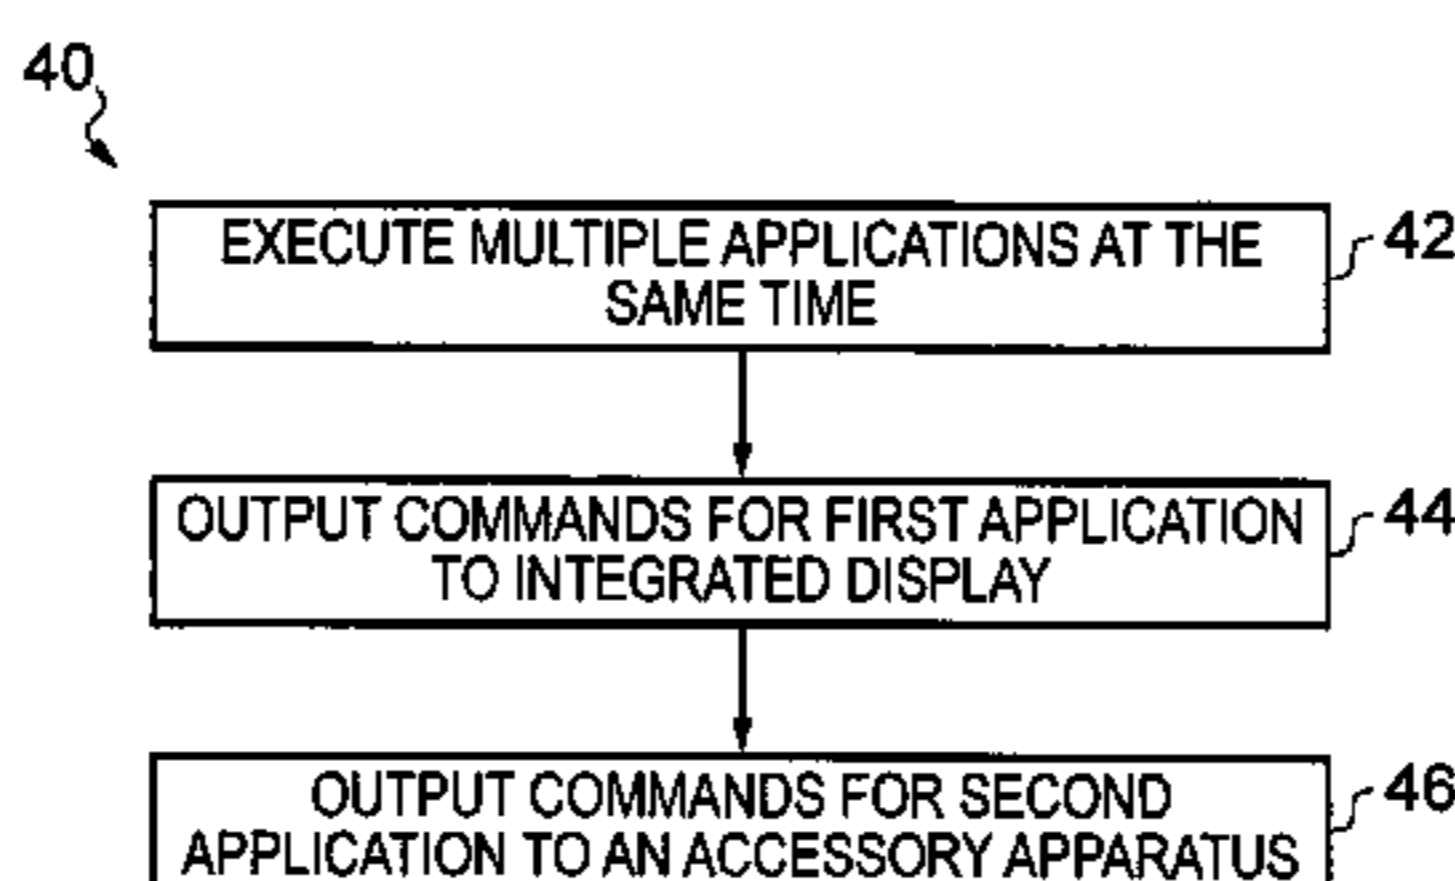 40
EXECUTE MULTIPLE APPLICATIONS AT THE
SAME TIME
42
OUTPUT COMMANDS FOR FIRST APPLICATION
TO INTEGRATED DISPLAY
44
OUTPUT COMMANDS FOR SECOND
APPLICATION TO AN ACCESSORY APPARATUS
46